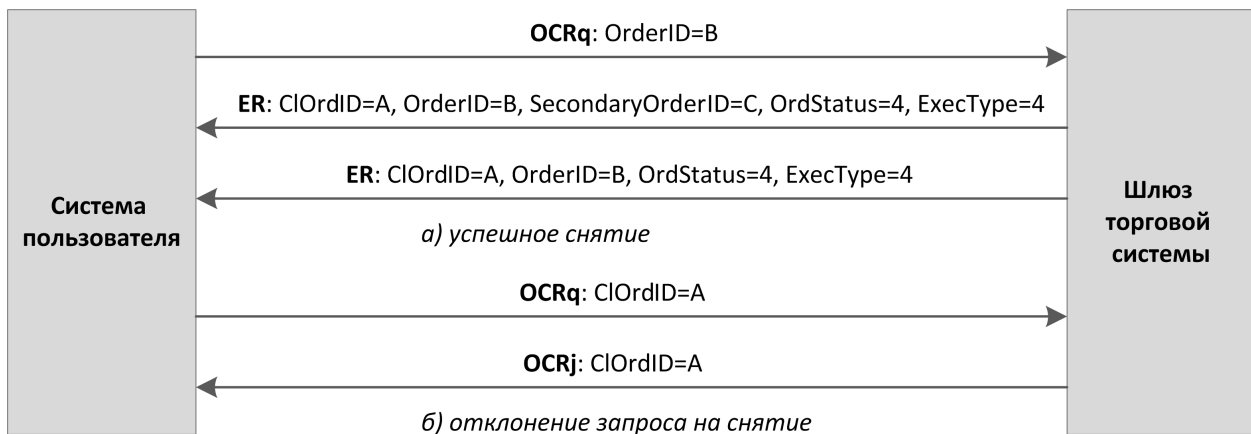 OCRq: OrderID=B
ER: ClOrdID=A, OrderID=B, SecondaryOrderID=C, OrdStatus=4, ExecType=4
ER: ClOrdID=A, OrderID=B, OrdStatus=4, ExecType=4
Система
пользователя
Шлюз
торговой
системы
а) успешное снятие
OCRq: ClOrdID=A
OCRj: ClOrdID=A
б) отклонение запроса на снятие